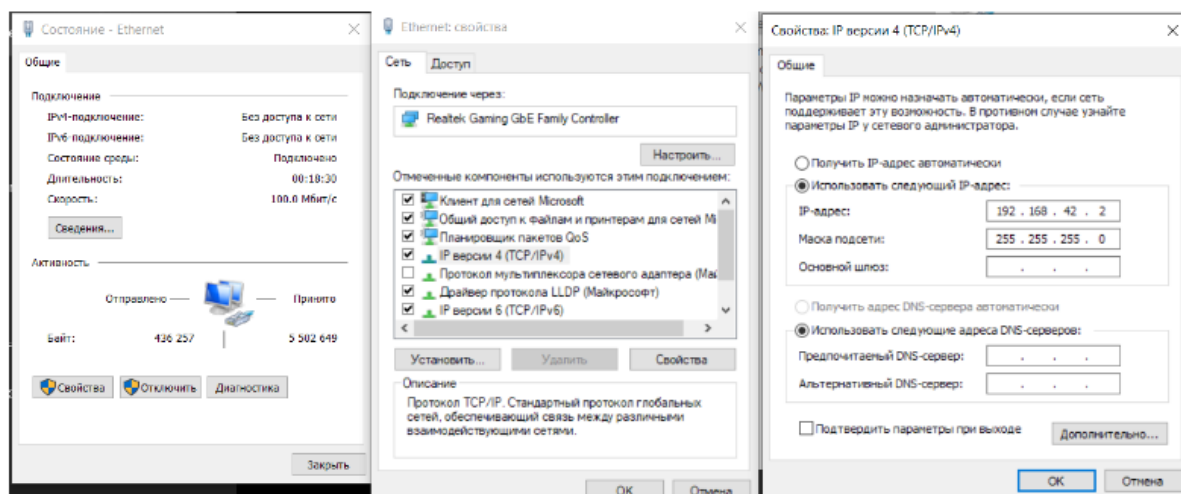 Состояние - Ethernet
Общие
Подключение
IPv4-подключение: Без доступа к сети
IPv6-подключение: Без доступа к сети
Состояние среды: Подключено
Длительность: 00:18:30
Скорость: 100.0 Мбит/с
Сведения...
Активность
Отправлено — — Принято
Байт: 436 257 5 502 649
Свойства Отключить Диагностика
Закрыть
Ethernet: свойства
Сеть Доступ
Подключение через:
Realtek Gaming GbE Family Controller
Настроить...
Отмеченные компоненты используются этим подключением:
Клиент для сетей Microsoft
Общий доступ к файлам и принтерам для сетей Mi
Планировщик пакетов QoS
IP версии 4 (TCP/IPv4)
Протокол мультиплексора сетевого адаптера (Май
Драйвер протокола LLDP (Майкрософт)
IP версии 6 (TCP/IPv6)
Установить... Удалить Свойства
Описание
Протокол TCP/IP. Стандартный протокол глобальных
сетей, обеспечивающий связь между различными
взаимодействующими сетями.
OK Отмена
Свойства: IP версии 4 (TCP/IPv4)
Общие
Параметры IP можно назначать автоматически, если сеть
поддерживает эту возможность. В противном случае узнайте
параметры IP у сетевого администратора.
Получить IP-адрес автоматически
Использовать следующий IP-адрес:
IP-адрес: 192 . 168 . 42 . 2
Маска подсети: 255 . 255 . 255 . 0
Основной шлюз: . . .
Получить адрес DNS-сервера автоматически
Использовать следующие адреса DNS-серверов:
Предпочитаемый DNS-сервер: . . .
Альтернативный DNS-сервер: . . .
Подтвердить параметры при выходе
Дополнительно...
OK Отмена